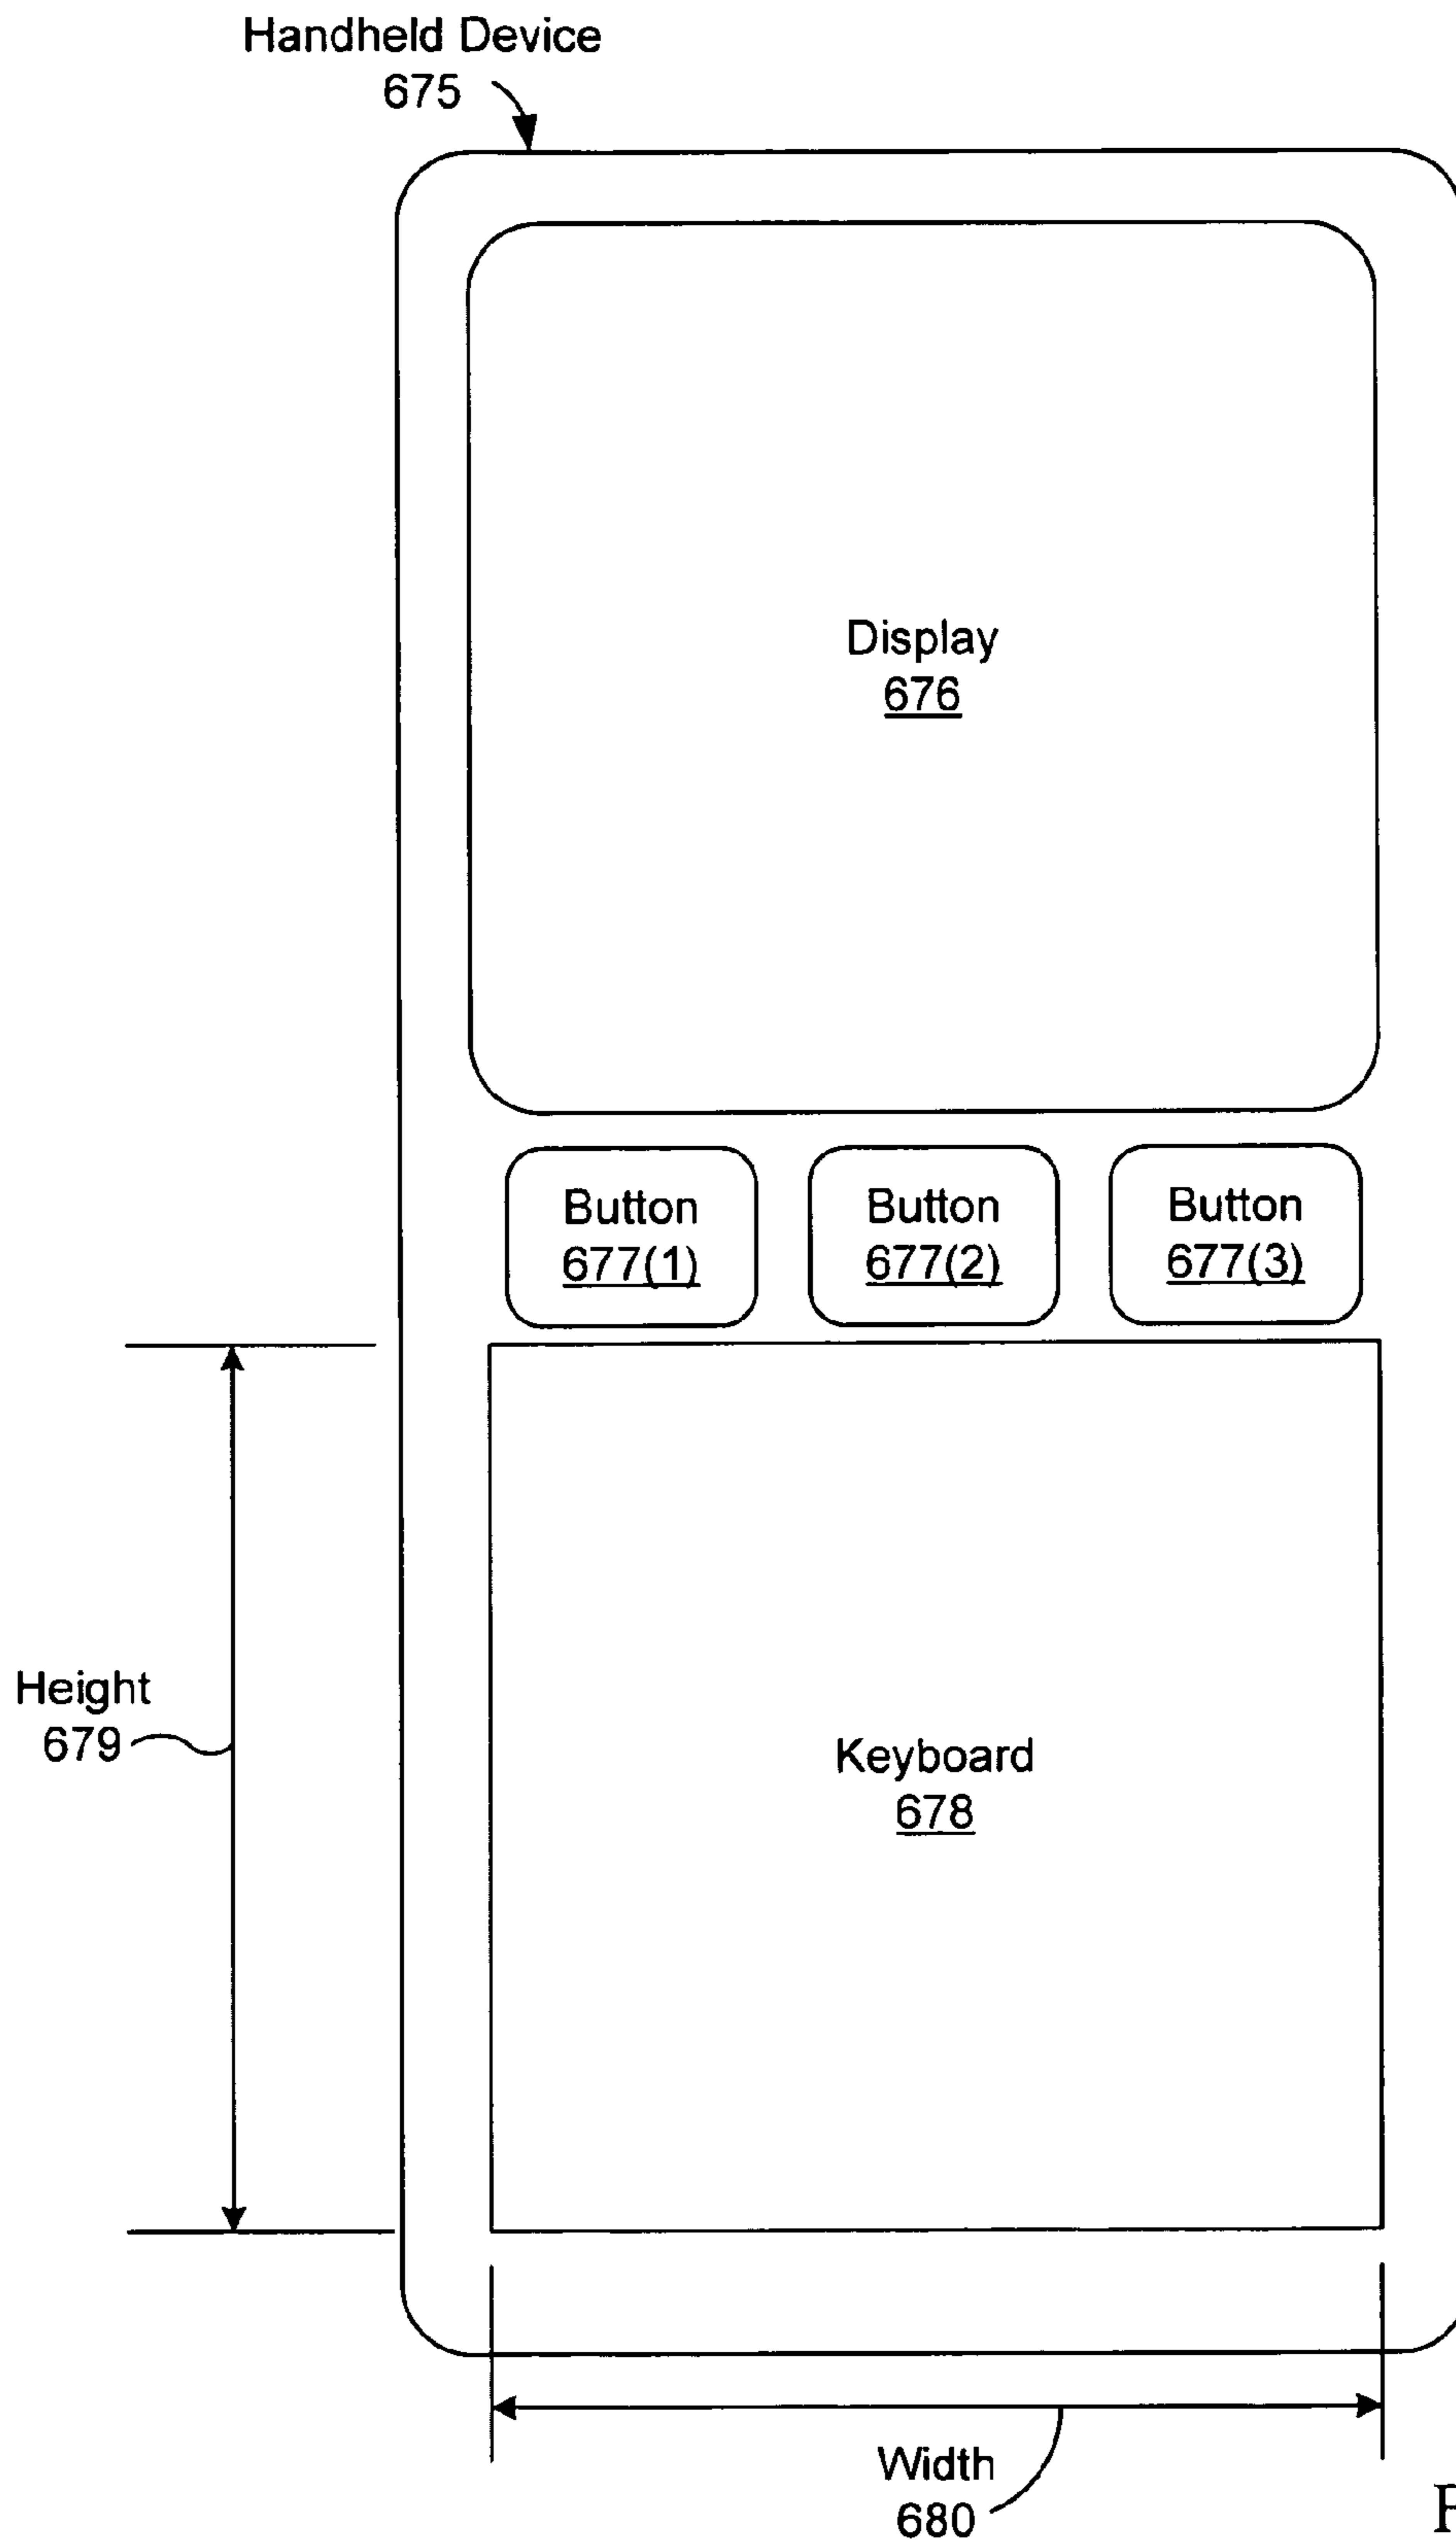 Handheld Device
675
Display
676
Button
677(1)
Button
677(2)
Button
677(3)
Height
679
Keyboard
678
Width
680